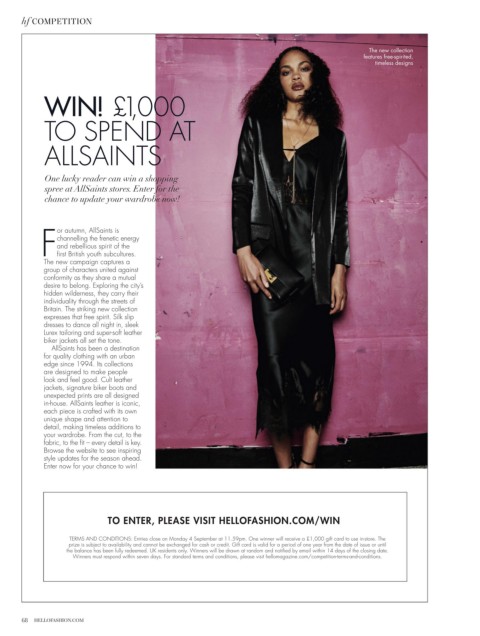 hf COMPETITION
The new collection
features free-spirited,
timeless designs
WIN! £1,000
TO SPEND AT
ALLSAINTS
One lucky reader can win a shopping
spree at AllSaints stores. Enter for the
chance to update your wardrobe now!
For autumn, AllSaints is
channelling the frenetic energy
and rebellious spirit of the
first British youth subcultures.
The new campaign captures a
group of characters united against
conformity as they share a mutual
desire to belong. Exploring the city's
hidden wilderness, they carry their
individuality through the streets of
Britain. The striking new collection
expresses that free spirit. Silk slip
dresses to dance all night in, sleek
Lurex tailoring and super-soft leather
biker jackets all set the tone.
AllSaints has been a destination
for quality clothing with an urban
edge since 1994. Its collections
are designed to make people
look and feel good. Cult leather
jackets, signature biker boots and
unexpected prints are all designed
in-house. AllSaints leather is iconic,
each piece is crafted with its own
unique shape and attention to
detail, making timeless additions to
your wardrobe. From the cut, to the
fabric, to the fit – every detail is key.
Browse the website to see inspiring
style updates for the season ahead.
Enter now for your chance to win!
TO ENTER, PLEASE VISIT HELLOFASHION.COM/WIN
TERMS AND CONDITIONS: Entries close on Monday 4 September at 11.59pm. One winner will receive a £1,000 gift card to use in-store. The
prize is subject to availability and cannot be exchanged for cash or credit. Gift card is valid for a period of one year from the date of issue or until
the balance has been fully redeemed. UK residents only. Winners will be drawn at random and notified by email within 14 days of the closing date.
Winners must respond within seven days. For standard terms and conditions, please visit hellomagazine.com/competition-terms-and-conditions.
68 HELLOFASHION.COM